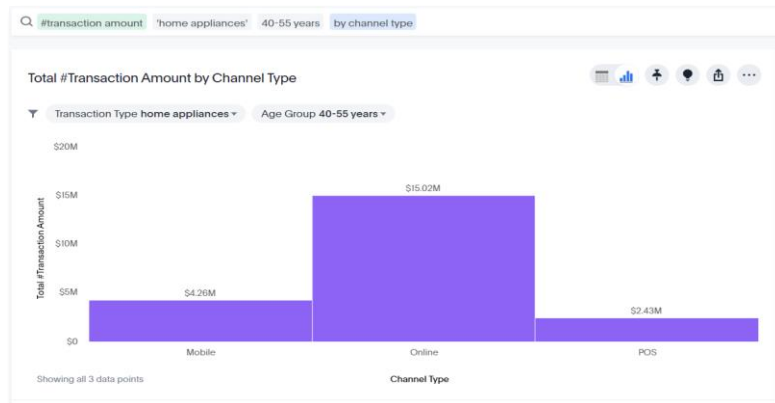 #transaction amount 'home appliances' 40-55 years by channel type
Total #Transaction Amount by Channel Type
Transaction Type home appliances Age Group 40-55 years
$20M
$15M
$10M
$5M
$0
Total #Transaction Amount
$4.26M
$15.02M
$2.43M
Mobile Online POS
Showing all 3 data points
Channel Type